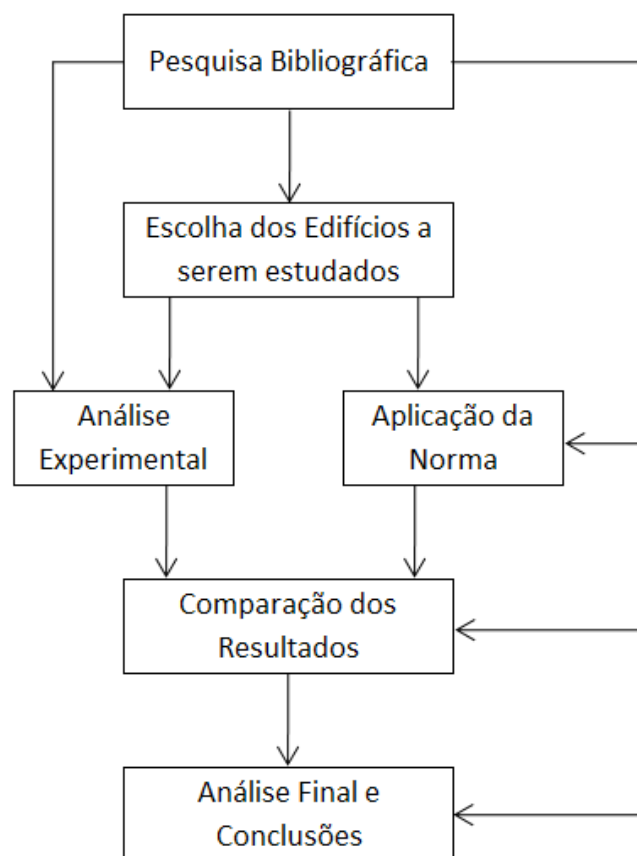 Pesquisa Bibliográfica
Escolha dos Edifícios a
serem estudados
Análise
Experimental
Aplicação da
Norma
Comparação dos
Resultados
Análise Final e
Conclusões